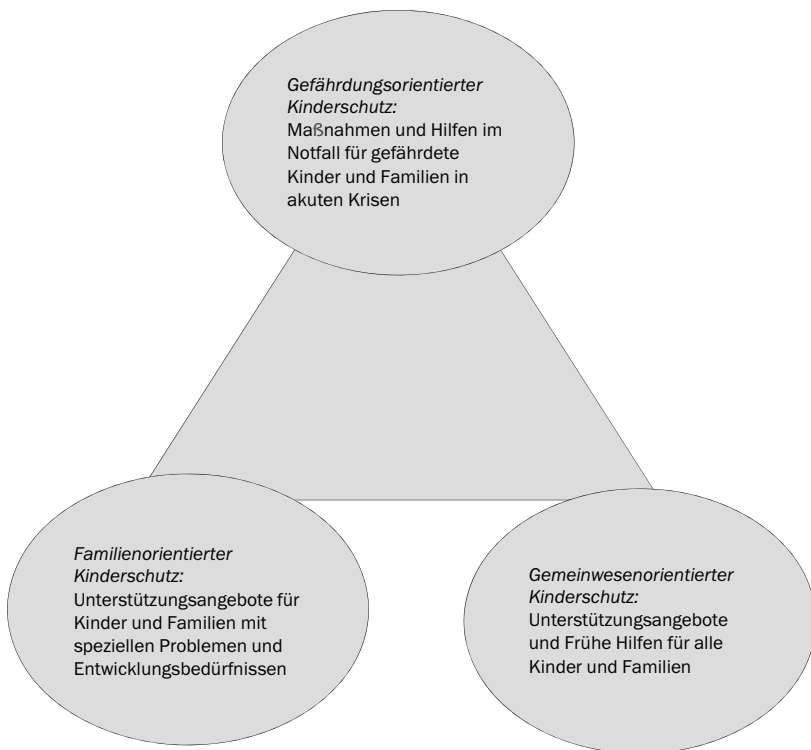 Gefährdungsorientierter
Kinderschutz:
Maßnahmen und Hilfen im
Notfall für gefährdete
Kinder und Familien in
akuten Krisen
Familienorientierter
Kinderschutz:
Unterstützungsangebote für
Kinder und Familien mit
speziellen Problemen und
Entwicklungsbedürfnissen
Gemeinwesenorientierter
Kinderschutz:
Unterstützungsangebote
und Frühe Hilfen für alle
Kinder und Familien